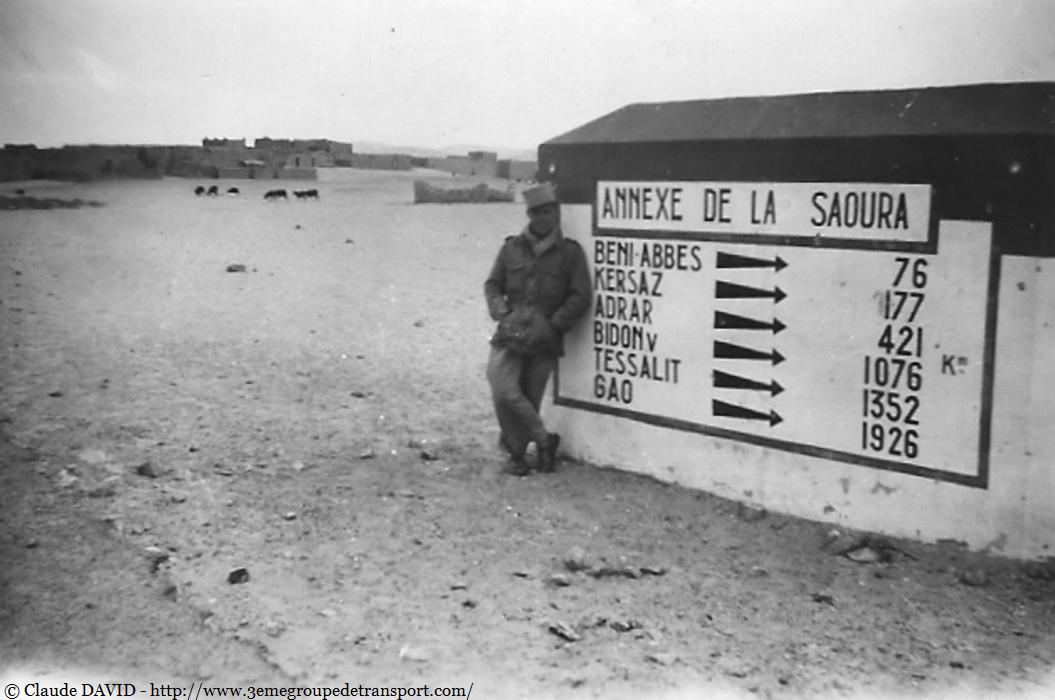 ANNEXE DE LA SAOURA
BENI-ABBES 76
KERSAZ 177
ADRAR 421
BIDON V 1076 Km
TESSALIT 1352
GAO 1926
© Claude DAVID - http://www.3emegroupedetransport.com/